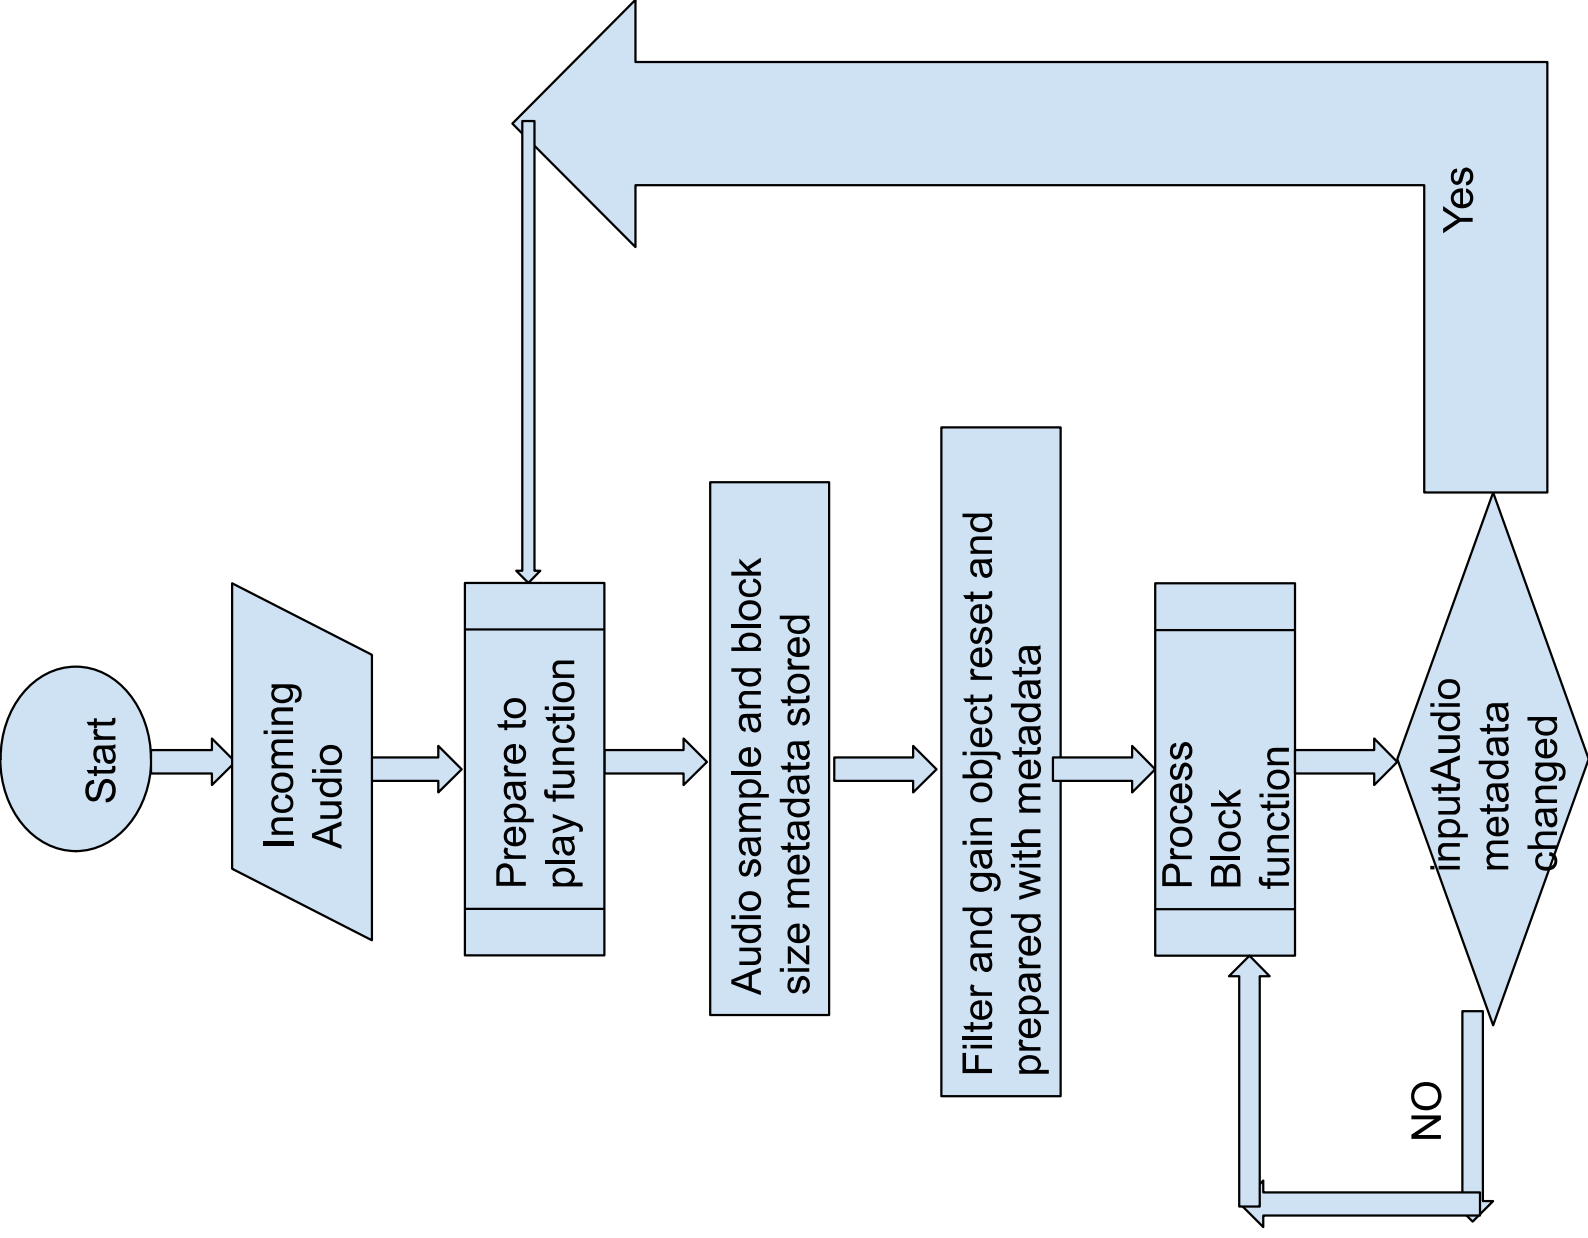 Start
Incoming
Audio
Prepare to
play function
Audio sample and block
size metadata stored
Filter and gain object reset and
prepared with metadata
Process
Block
function
inputAudio
metadata
changed
Yes
NO